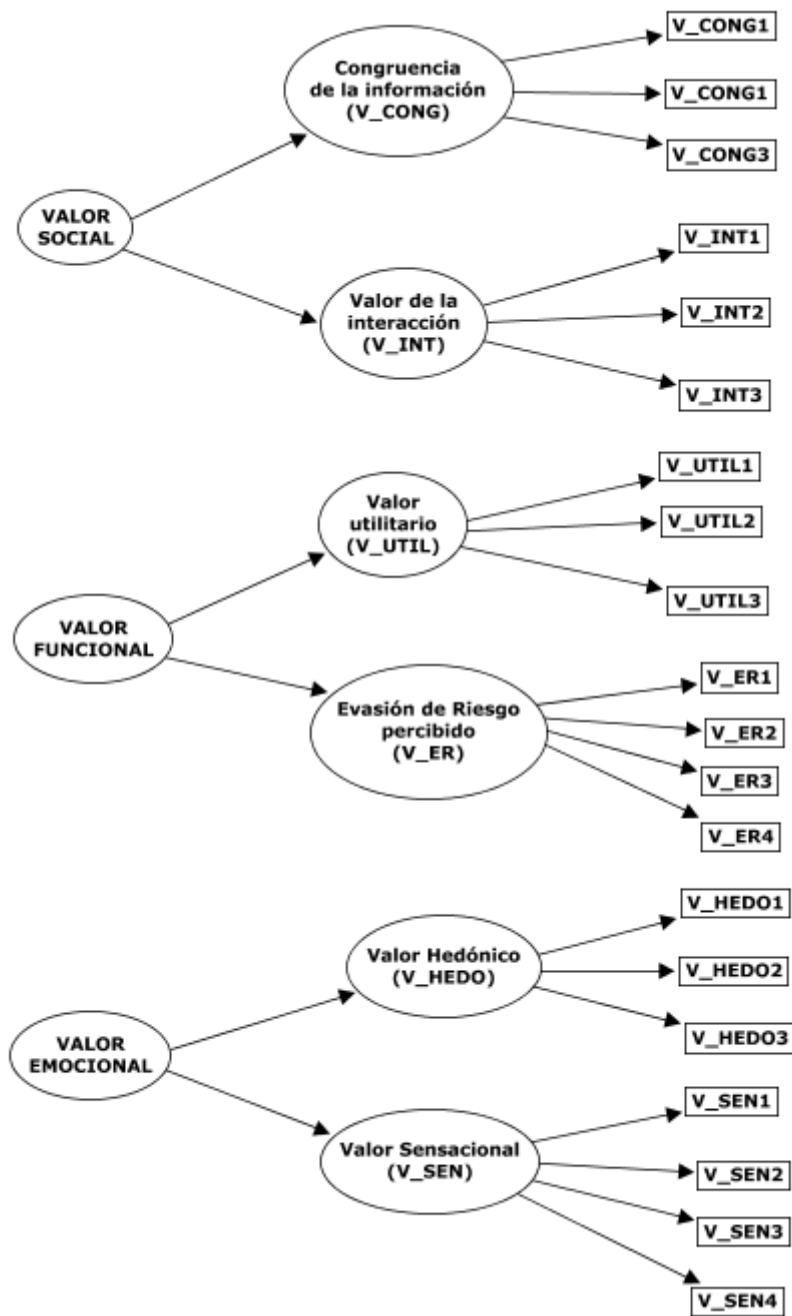 V_CONG1
Congruencia
de la información
(V_CONG)
V_CONG1
V_CONG3
VALOR
SOCIAL
V_INT1
Valor de la
interacción
(V_INT)
V_INT2
V_INT3
V_UTIL1
Valor
utilitario
(V_UTIL)
V_UTIL2
V_UTIL3
VALOR
FUNCIONAL
V_ER1
Evasión de Riesgo
percibido
(V_ER)
V_ER2
V_ER3
V_ER4
V_HEDO1
Valor Hedónico
(V_HEDO)
V_HEDO2
V_HEDO3
VALOR
EMOCIONAL
V_SEN1
Valor Sensacional
(V_SEN)
V_SEN2
V_SEN3
V_SEN4